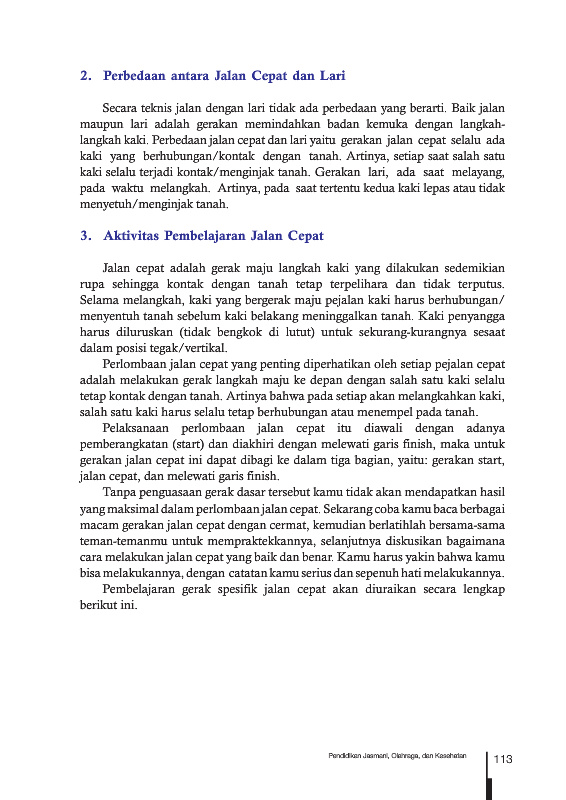 2. Perbedaan antara Jalan Cepat dan Lari
Secara teknis jalan dengan lari tidak ada perbedaan yang berarti. Baik jalan
maupun lari adalah gerakan memindahkan badan kemuka dengan langkah-
langkah kaki. Perbedaan jalan cepat dan lari yaitu gerakan jalan cepat selalu ada
kaki yang berhubungan/kontak dengan tanah. Artinya, setiap saat salah satu
kaki selalu terjadi kontak/menginjak tanah. Gerakan lari, ada saat melayang,
pada waktu melangkah. Artinya, pada saat tertentu kedua kaki lepas atau tidak
menyetuh/menginjak tanah.
3. Aktivitas Pembelajaran Jalan Cepat
Jalan cepat adalah gerak maju langkah kaki yang dilakukan sedemikian
rupa sehingga kontak dengan tanah tetap terpelihara dan tidak terputus.
Selama melangkah, kaki yang bergerak maju pejalan kaki harus berhubungan/
menyentuh tanah sebelum kaki belakang meninggalkan tanah. Kaki penyangga
harus diluruskan (tidak bengkok di lutut) untuk sekurang-kurangnya sesaat
dalam posisi tegak/vertikal.
Perlombaan jalan cepat yang penting diperhatikan oleh setiap pejalan cepat
adalah melakukan gerak langkah maju ke depan dengan salah satu kaki selalu
tetap kontak dengan tanah. Artinya bahwa pada setiap akan melangkahkan kaki,
salah satu kaki harus selalu tetap berhubungan atau menempel pada tanah.
Pelaksanaan perlombaan jalan cepat itu diawali dengan adanya
pemberangkatan (start) dan diakhiri dengan melewati garis finish, maka untuk
gerakan jalan cepat ini dapat dibagi ke dalam tiga bagian, yaitu: gerakan start,
jalan cepat, dan melewati garis finish.
Tanpa penguasaan gerak dasar tersebut kamu tidak akan mendapatkan hasil
yang maksimal dalam perlombaan jalan cepat. Sekarang coba kamu baca berbagai
macam gerakan jalan cepat dengan cermat, kemudian berlatihlah bersama-sama
teman-temanmu untuk mempraktekkannya, selanjutnya diskusikan bagaimana
cara melakukan jalan cepat yang baik dan benar. Kamu harus yakin bahwa kamu
bisa melakukannya, dengan catatan kamu serius dan sepenuh hati melakukannya.
Pembelajaran gerak spesifik jalan cepat akan diuraikan secara lengkap
berikut ini.
Pendidikan Jasmani, Olahraga, dan Kesehatan
113